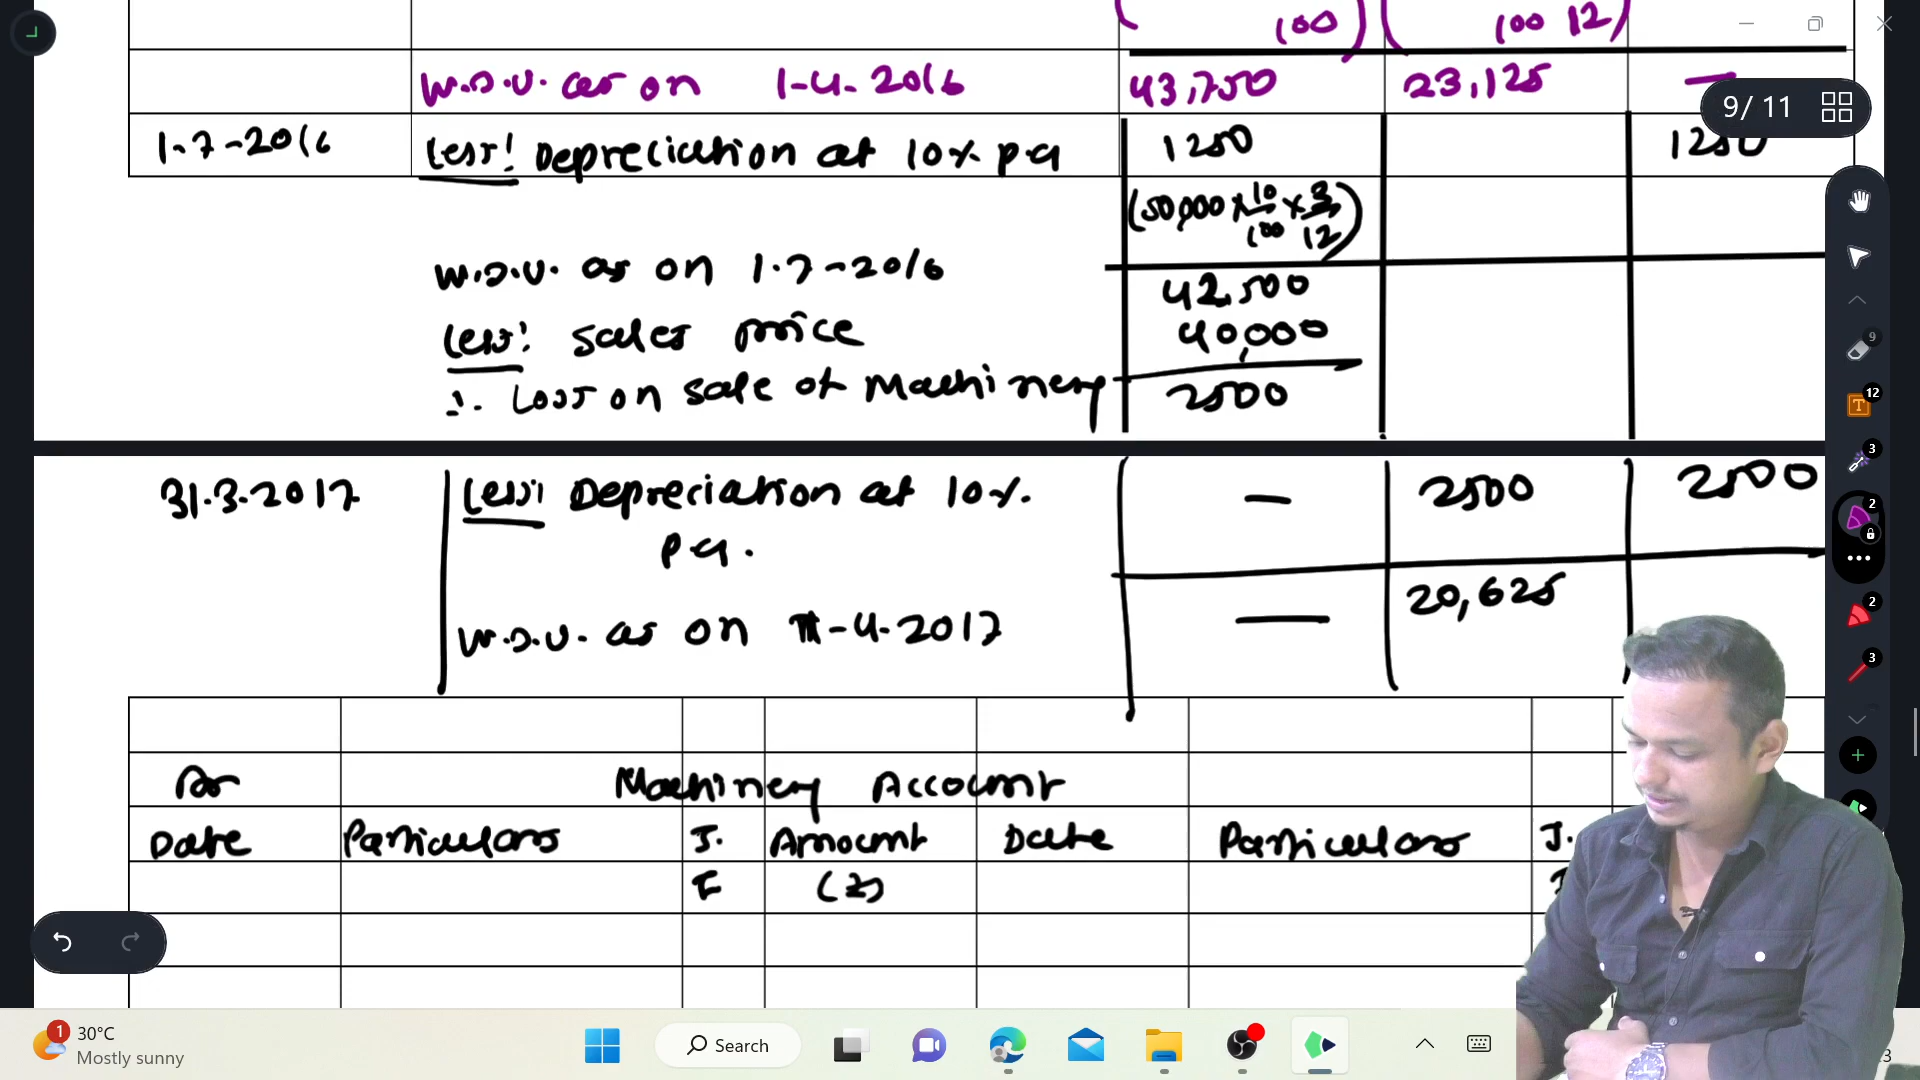 100 100 12
W.D.V. as on 1-4-2016 43,750 23,125 —
9/ 11
1-7-2016 Less: Depreciation at 10% pa 1250 1250
(50,000 × 10/100 × 3/12)
W.D.V. as on 1-7-2016 42,500
Less: Sales price 40,000
∴ Loss on sale of Machinery 2500
31.3.2017 Less: Depreciation at 10% — 2500 2500
pa.
W.D.V. as on 1-4-2017 — 20,625
Dr Machinery Account
Date Particulars J. Amount Date Particulars J.
F (₹)
9
12
3
2
2
3
1 30°C
Mostly sunny
Search
3